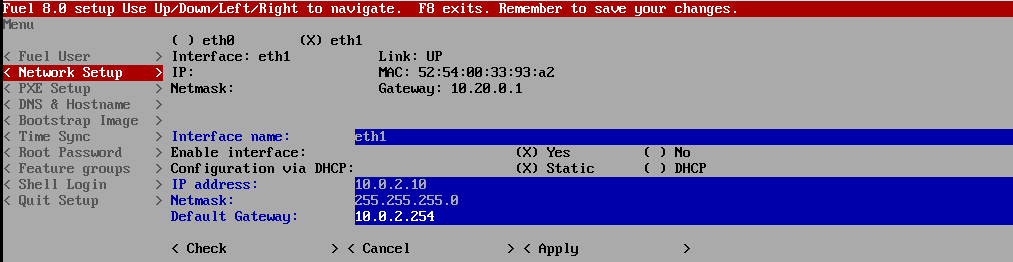 Fuel 8.0 setup Use Up/Down/Left/Right to navigate.  F8 exits. Remember to save your changes.
Menu
( ) eth0        (X) eth1
< Fuel User        > Interface: eth1           Link: UP
< Network Setup    > IP:                       MAC: 52:54:00:33:93:a2
< PXE Setup        > Netmask:                  Gateway: 10.20.0.1
< DNS & Hostname   >
< Bootstrap Image  >
< Time Sync        > Interface name:        eth1
< Root Password    > Enable interface:                    (X) Yes         ( ) No
< Feature groups   > Configuration via DHCP:              (X) Static      ( ) DHCP
< Shell Login      > IP address:            10.0.2.10
< Quit Setup       > Netmask:               255.255.255.0
Default Gateway:       10.0.2.254
< Check             > < Cancel            > < Apply             >